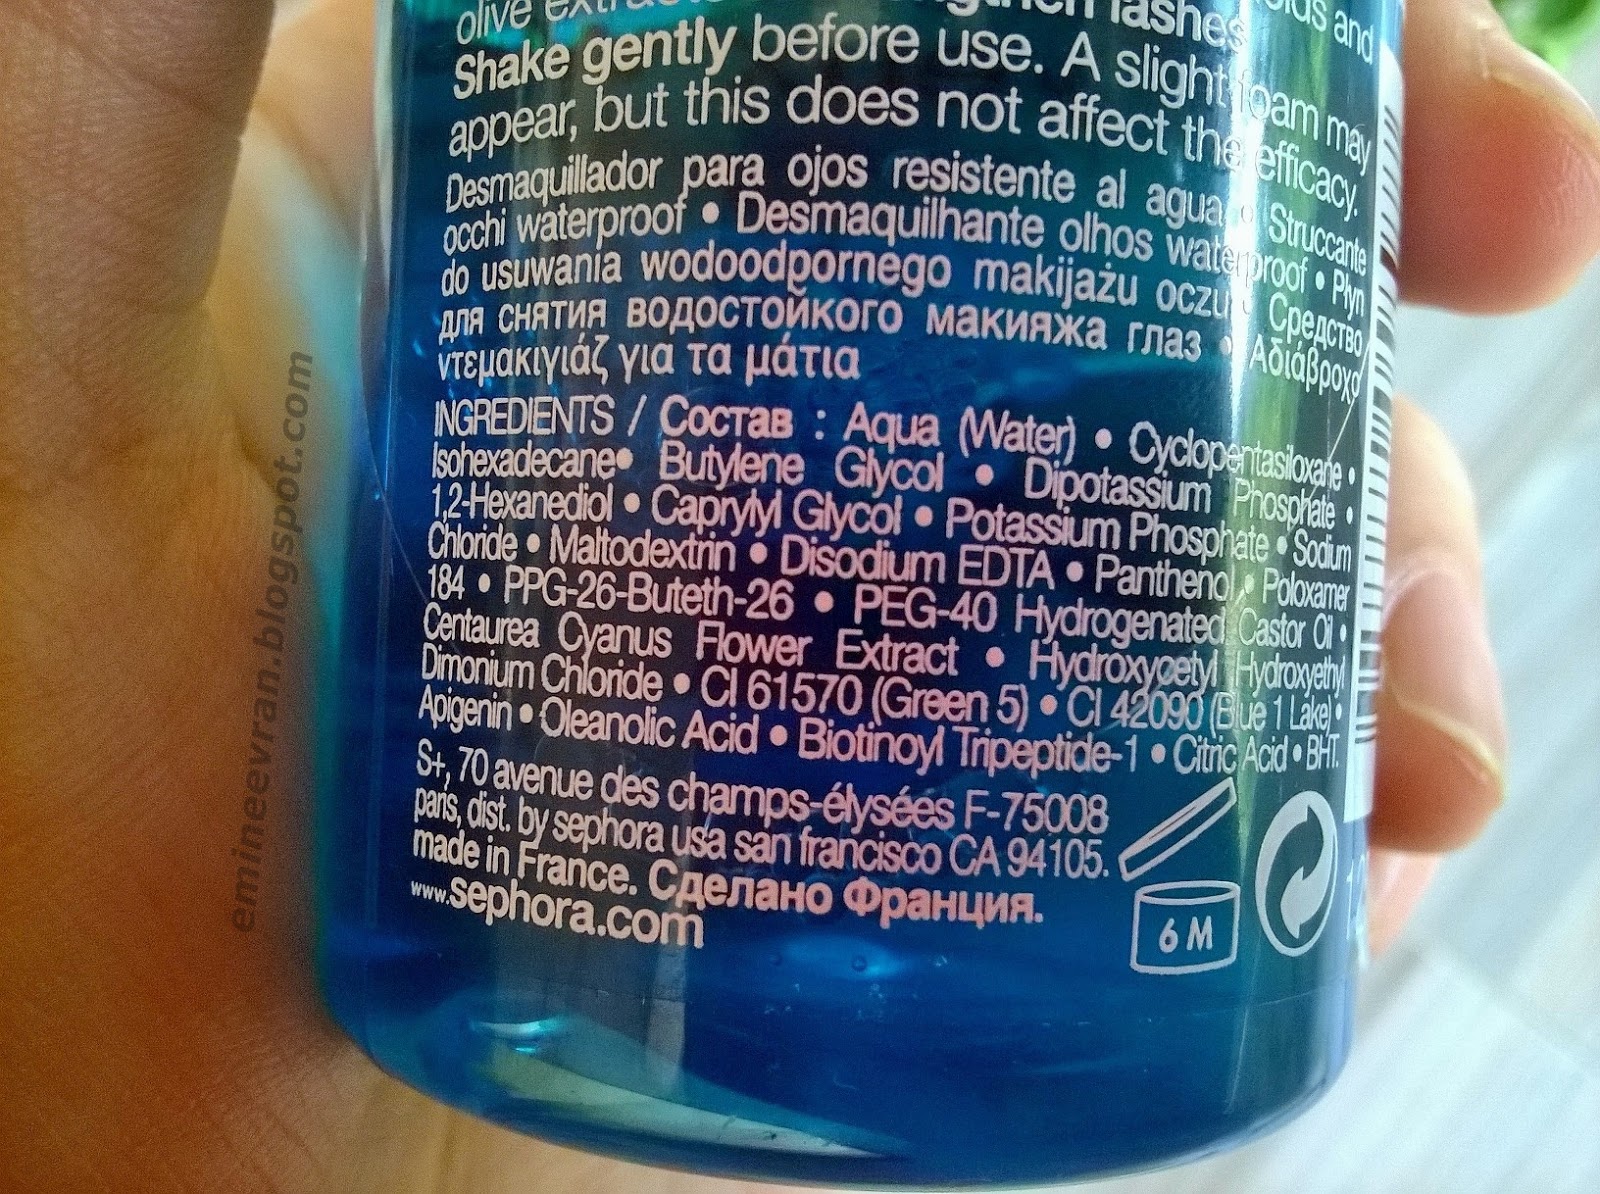 olive lashes and
Shake gently before use. A slight foam may
appear, but this does not affect the efficacy.
Desmaquillador para ojos resistente al agua • Struccante
occhi waterproof • Desmaquilhante olhos waterproof • Płyn
do usuwania wodoodpornego makijażu oczu • Средство
для снятия водостойкого макияжа глаз • Αδιάβροχο
ντεμακιγιάζ για τα μάτια
INGREDIENTS / Состав : Aqua (Water) • Cyclopentasiloxane •
Isohexadecane• Butylene Glycol • Dipotassium Phosphate •
1,2-Hexanediol • Caprylyl Glycol • Potassium Phosphate • Sodium
Chloride • Maltodextrin • Disodium EDTA • Panthenol • Poloxamer
184 • PPG-26-Buteth-26 • PEG-40 Hydrogenated Castor Oil •
Centaurea Cyanus Flower Extract • Hydroxycetyl Hydroxyethyl
Dimonium Chloride • CI 61570 (Green 5) • CI 42090 (Blue 1 Lake) •
Apigenin • Oleanolic Acid • Biotinoyl Tripeptide-1 • Citric Acid • BHT.
S+, 70 avenue des champs-élysées F-75008
paris, dist. by sephora usa san francisco CA 94105.
made in France. Сделано Франция.
www.sephora.com
6 M
emineevran.blogspot.com